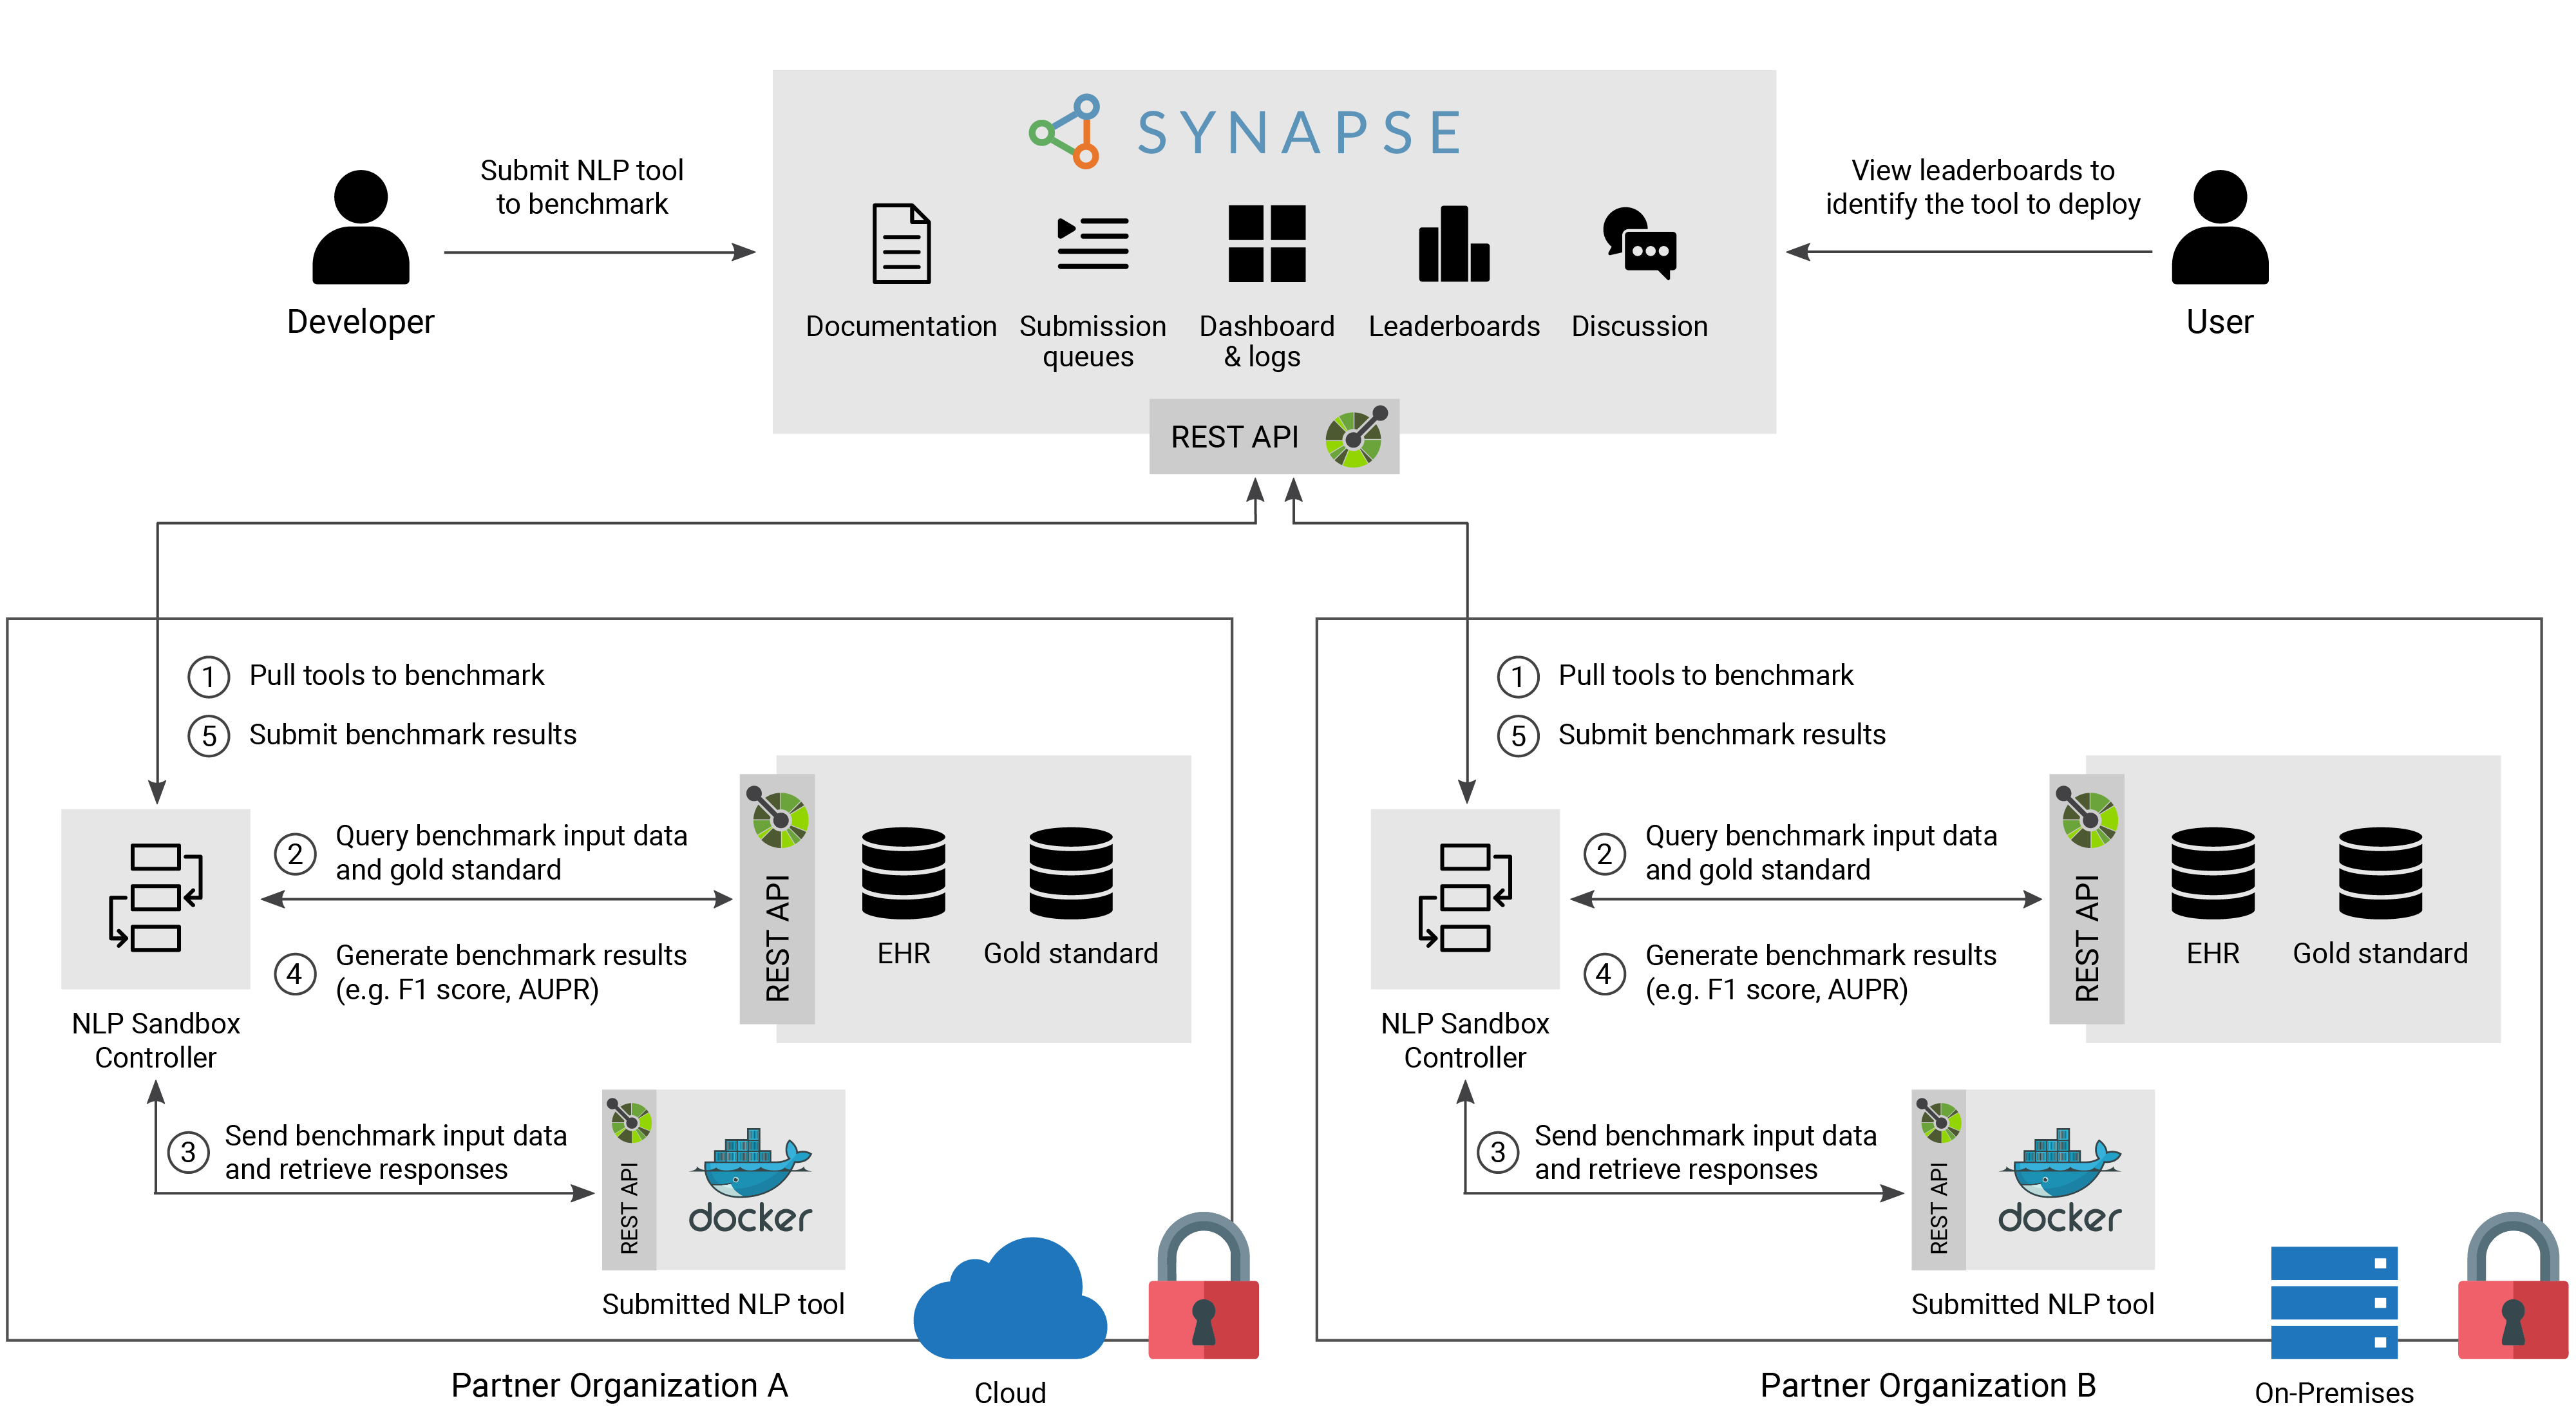 SYNAPSE
Submit NLP tool
to benchmark
Developer
View leaderboards to
identify the tool to deploy
User
Documentation
Submission
queues
Dashboard
& logs
Leaderboards
Discussion
REST API
1 Pull tools to benchmark
5 Submit benchmark results
2 Query benchmark input data
and gold standard
4 Generate benchmark results
(e.g. F1 score, AUPR)
NLP Sandbox
Controller
REST API
EHR
Gold standard
3 Send benchmark input data
and retrieve responses
REST API
docker
Submitted NLP tool
Partner Organization A
Cloud
1 Pull tools to benchmark
5 Submit benchmark results
2 Query benchmark input data
and gold standard
4 Generate benchmark results
(e.g. F1 score, AUPR)
NLP Sandbox
Controller
REST API
EHR
Gold standard
3 Send benchmark input data
and retrieve responses
REST API
docker
Submitted NLP tool
Partner Organization B
On-Premises